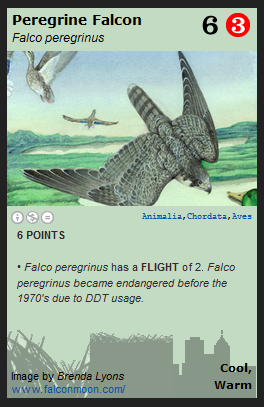 Peregrine Falcon
Falco peregrinus
6 3
Animalia,Chordata,Aves
6 POINTS
• Falco peregrinus has a FLIGHT of 2. Falco
peregrinus became endangered before the
1970's due to DDT usage.
Cool,
Warm
Image by Brenda Lyons
www.falconmoon.com/